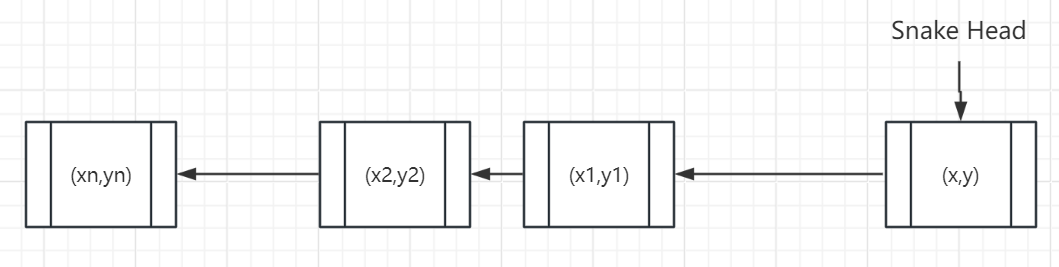 Snake Head
(xn,yn)
(x2,y2)
(x1,y1)
(x,y)